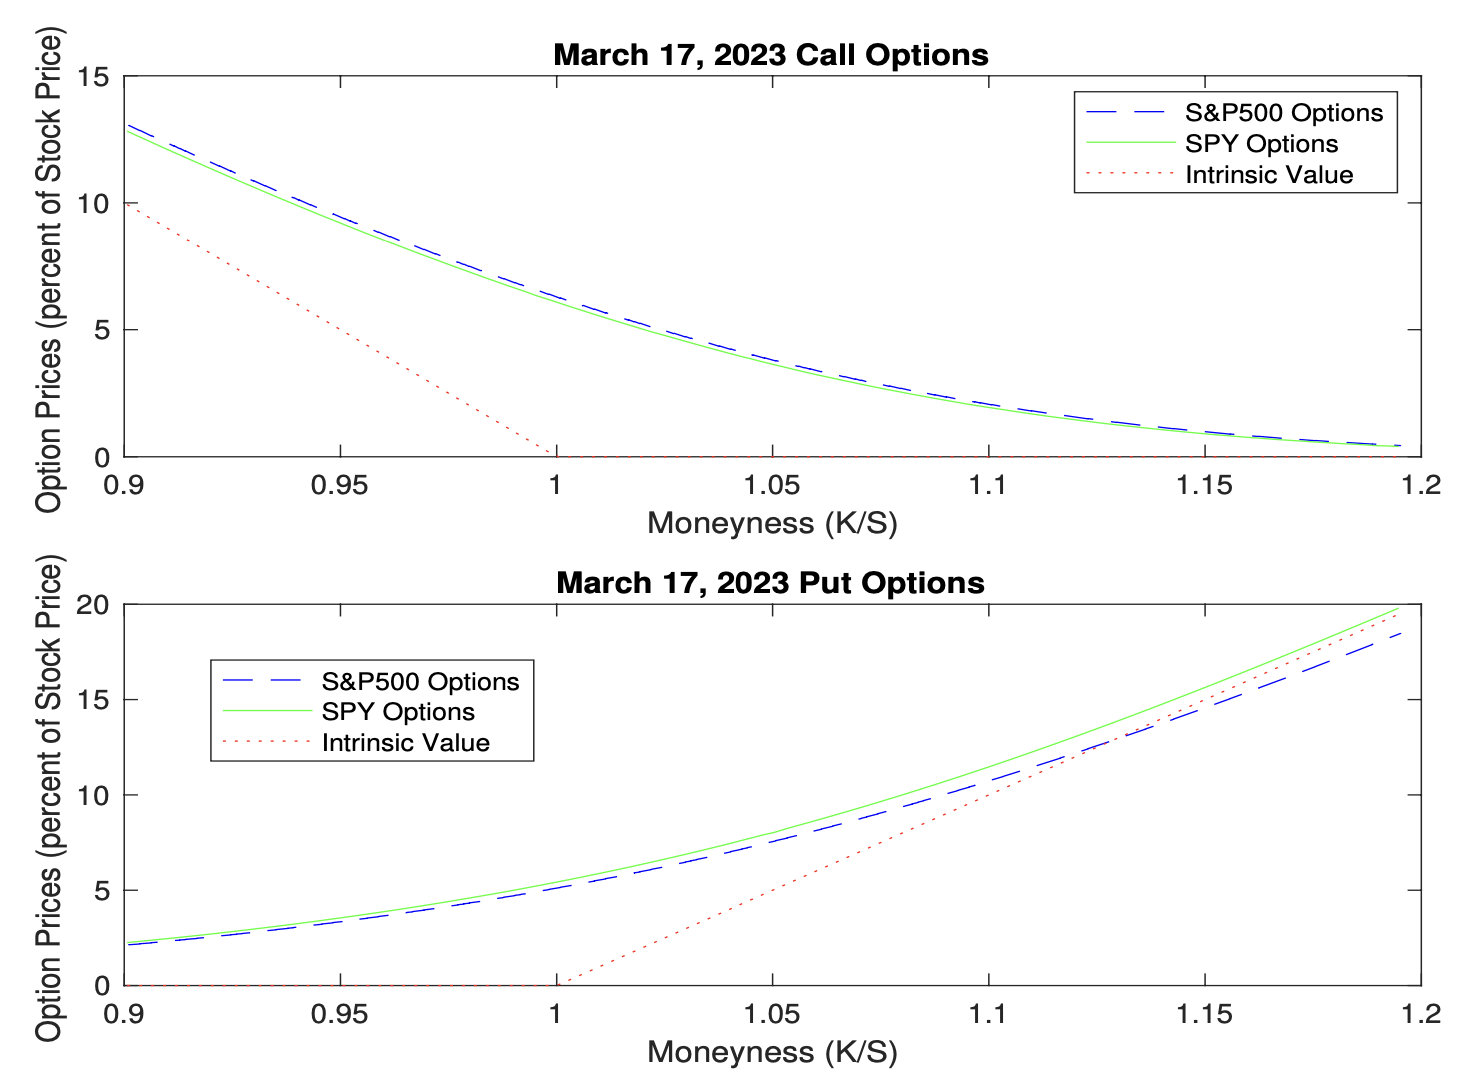 March 17, 2023 Call Options
Option Prices (percent of Stock Price)
15
10
5
0
S&P500 Options
SPY Options
Intrinsic Value
0.9 0.95 1 1.05 1.1 1.15 1.2
Moneyness (K/S)
March 17, 2023 Put Options
Option Prices (percent of Stock Price)
20
15
10
5
0
S&P500 Options
SPY Options
Intrinsic Value
0.9 0.95 1 1.05 1.1 1.15 1.2
Moneyness (K/S)